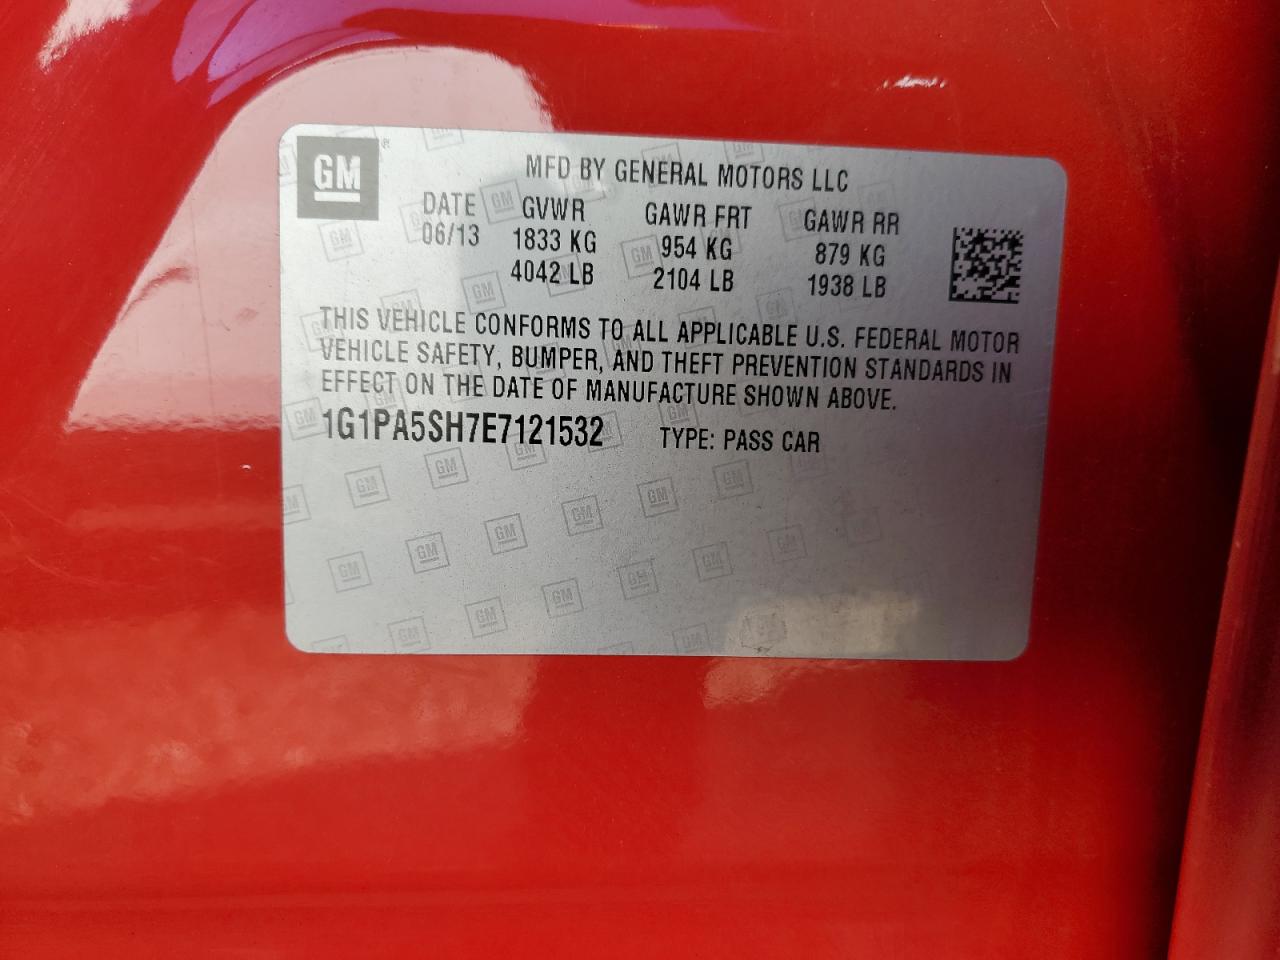 GM
MFD BY GENERAL MOTORS LLC
DATE GVWR GAWR FRT GAWR RR
06/13 1833 KG 954 KG 879 KG
4042 LB 2104 LB 1938 LB
THIS VEHICLE CONFORMS TO ALL APPLICABLE U.S. FEDERAL MOTOR
VEHICLE SAFETY, BUMPER, AND THEFT PREVENTION STANDARDS IN
EFFECT ON THE DATE OF MANUFACTURE SHOWN ABOVE.
1G1PA5SH7E7121532 TYPE: PASS CAR